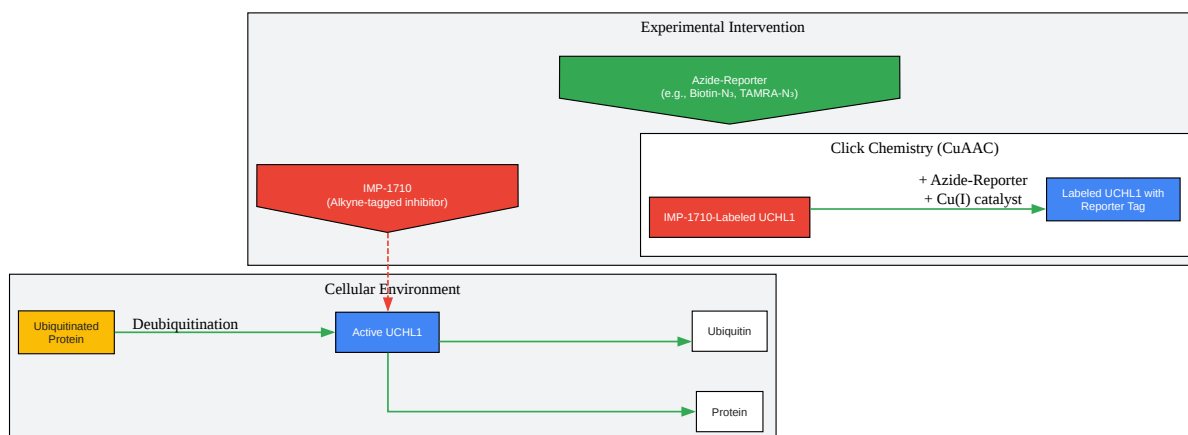 Experimental Intervention
Azide-Reporter
(e.g., Biotin-N₃, TAMRA-N₃)
Click Chemistry (CuAAC)
IMP-1710
(Alkyne-tagged inhibitor)
+ Azide-Reporter
+ Cu(I) catalyst
IMP-1710-Labeled UCHL1
Labeled UCHL1 with
Reporter Tag
Cellular Environment
Ubiquitinated
Protein
Deubiquitination
Active UCHL1
Ubiquitin
Protein